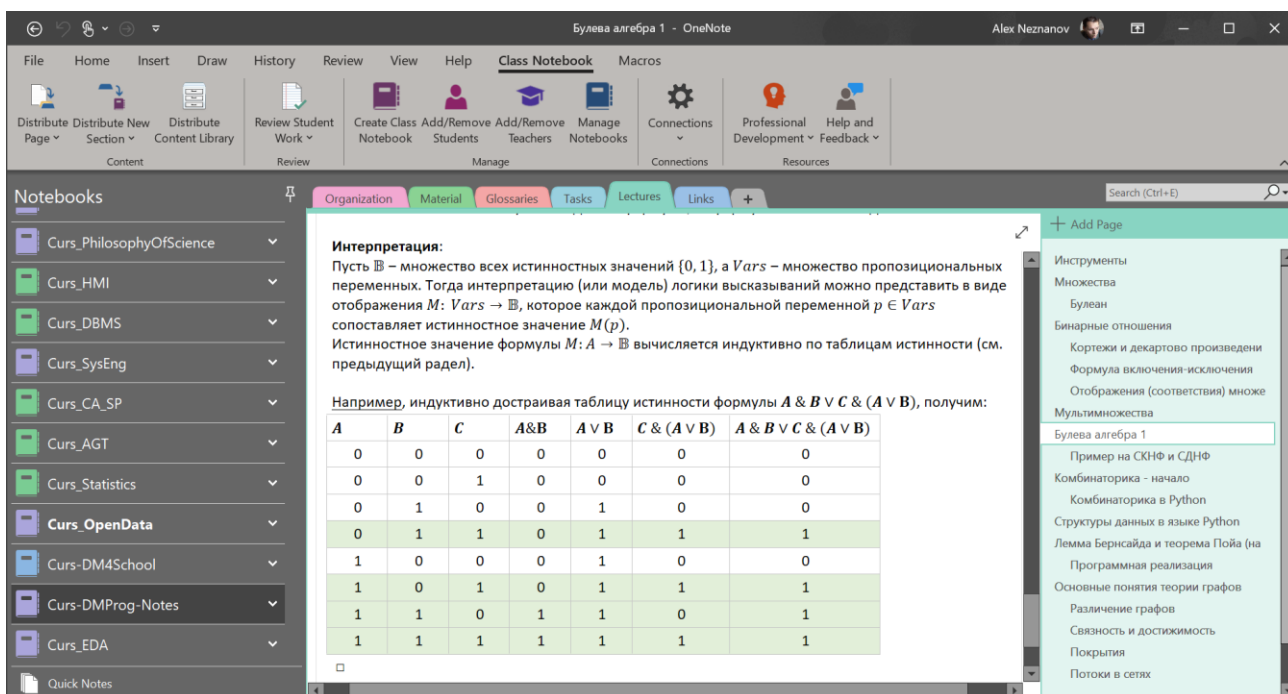 Булева алгебра 1 - OneNote
Alex Neznanov
File Home Insert Draw History Review View Help Class Notebook Macros
Distribute Page
Distribute New Section
Distribute Content Library
Review Student Work
Create Class Notebook
Add/Remove Students
Add/Remove Teachers
Manage Notebooks
Connections
Professional Development
Help and Feedback
Content Review Manage Connections Resources
Notebooks
Curs_PhilosophyOfScience
Curs_HMI
Curs_DBMS
Curs_SysEng
Curs_CA_SP
Curs_AGT
Curs_Statistics
Curs_OpenData
Curs-DM4School
Curs-DMProg-Notes
Curs_EDA
Quick Notes
Organization Material Glossaries Tasks Lectures Links +
Search (Ctrl+E)
Интерпретация:
Пусть 𝔹 – множество всех истинностных значений {0, 1}, а Vars – множество пропозициональных
переменных. Тогда интерпретацию (или модель) логики высказываний можно представить в виде
отображения M: Vars → 𝔹, которое каждой пропозициональной переменной p ∈ Vars
сопоставляет истинностное значение M(p).
Истинностное значение формулы M: A → 𝔹 вычисляется индуктивно по таблицам истинности (см.
предыдущий радел).
Например, индуктивно достраивая таблицу истинности формулы A & B ∨ C & (A ∨ B), получим:
A B C A&B A ∨ B C & (A ∨ B) A & B ∨ C & (A ∨ B)
0 0 0 0 0 0 0
0 0 1 0 0 0 0
0 1 0 0 1 0 0
0 1 1 0 1 1 1
1 0 0 0 1 0 0
1 0 1 0 1 1 1
1 1 0 1 1 0 1
1 1 1 1 1 1 1
+ Add Page
Инструменты
Множества
Булеан
Бинарные отношения
Кортежи и декартово произведени
Формула включения-исключения
Отображения (соответствия) множе
Мультимножества
Булева алгебра 1
Пример на СКНФ и СДНФ
Комбинаторика - начало
Комбинаторика в Python
Структуры данных в языке Python
Лемма Бернсайда и теорема Пойа (на
Программная реализация
Основные понятия теории графов
Различение графов
Связность и достижимость
Покрытия
Потоки в сетях